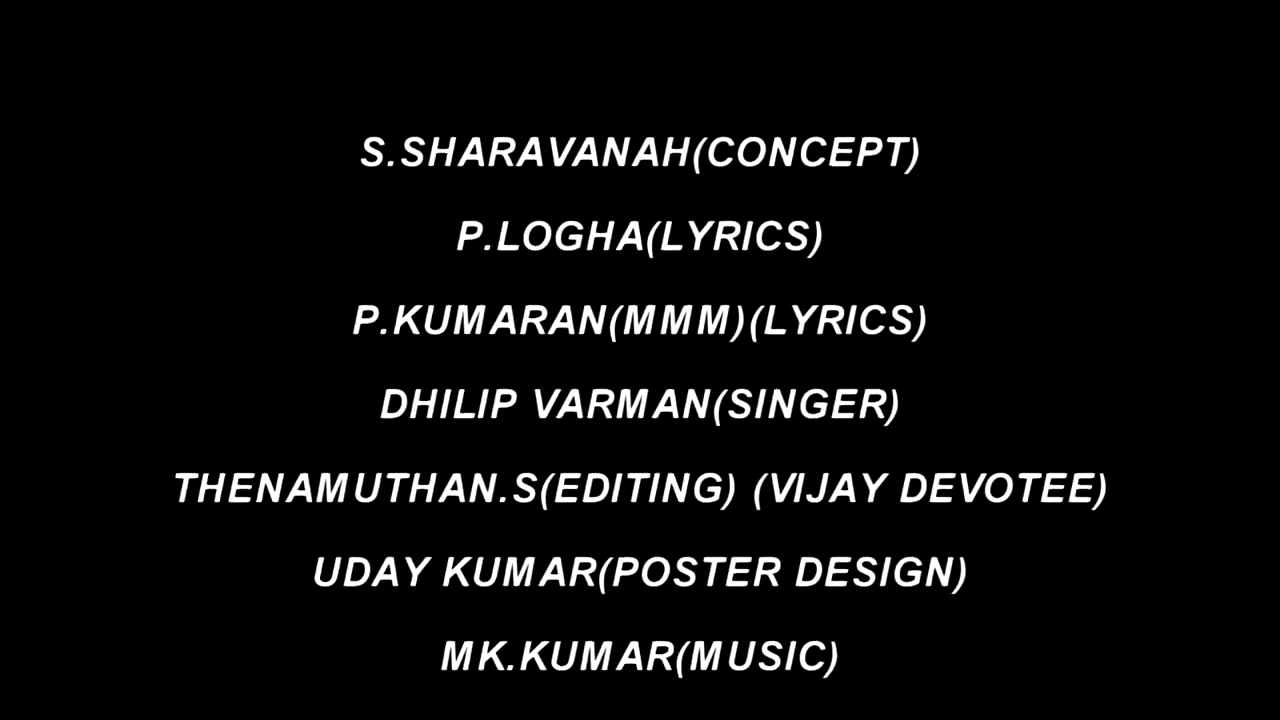 S.SHARAVANAH(CONCEPT)
P.LOGHA(LYRICS)
P.KUMARAN(MMM)(LYRICS)
DHILIP VARMAN(SINGER)
THENAMUTHAN.S(EDITING) (VIJAY DEVOTEE)
UDAY KUMAR(POSTER DESIGN)
MK.KUMAR(MUSIC)